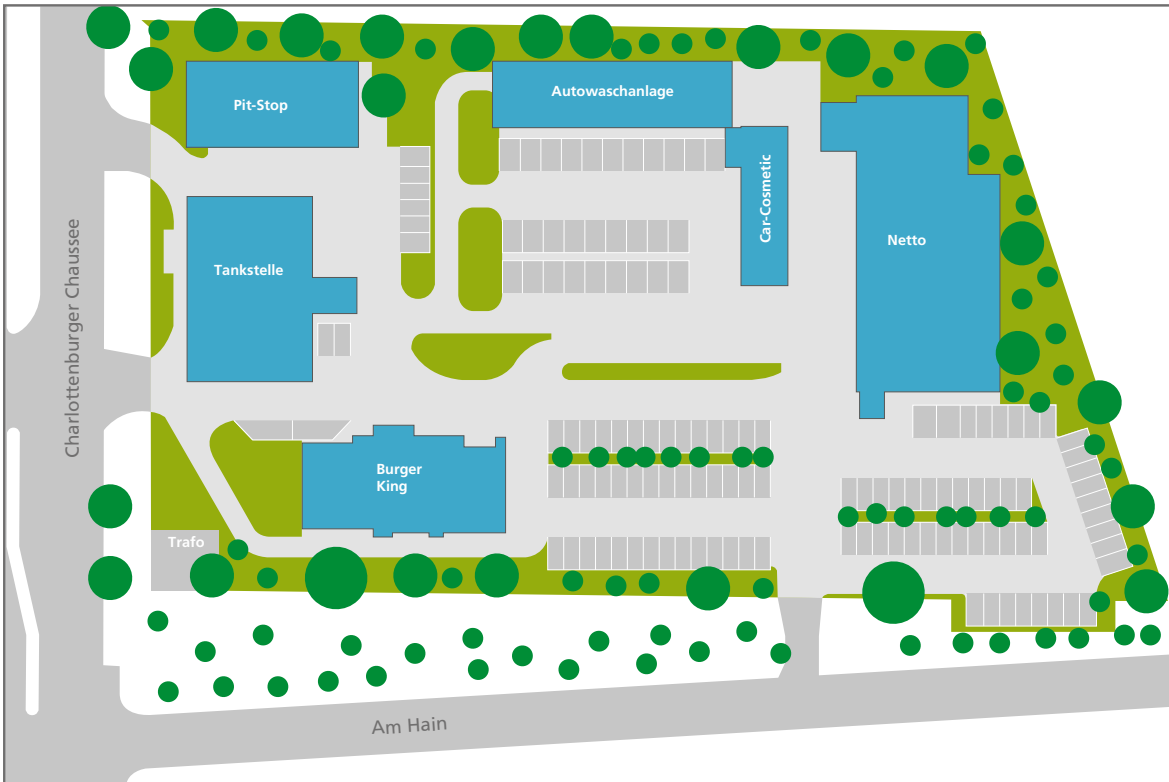 Pit-Stop
Autowaschanlage
Car-Cosmetic
Netto
Tankstelle
Charlottenburger Chaussee
Burger
King
Trafo
Am Hain